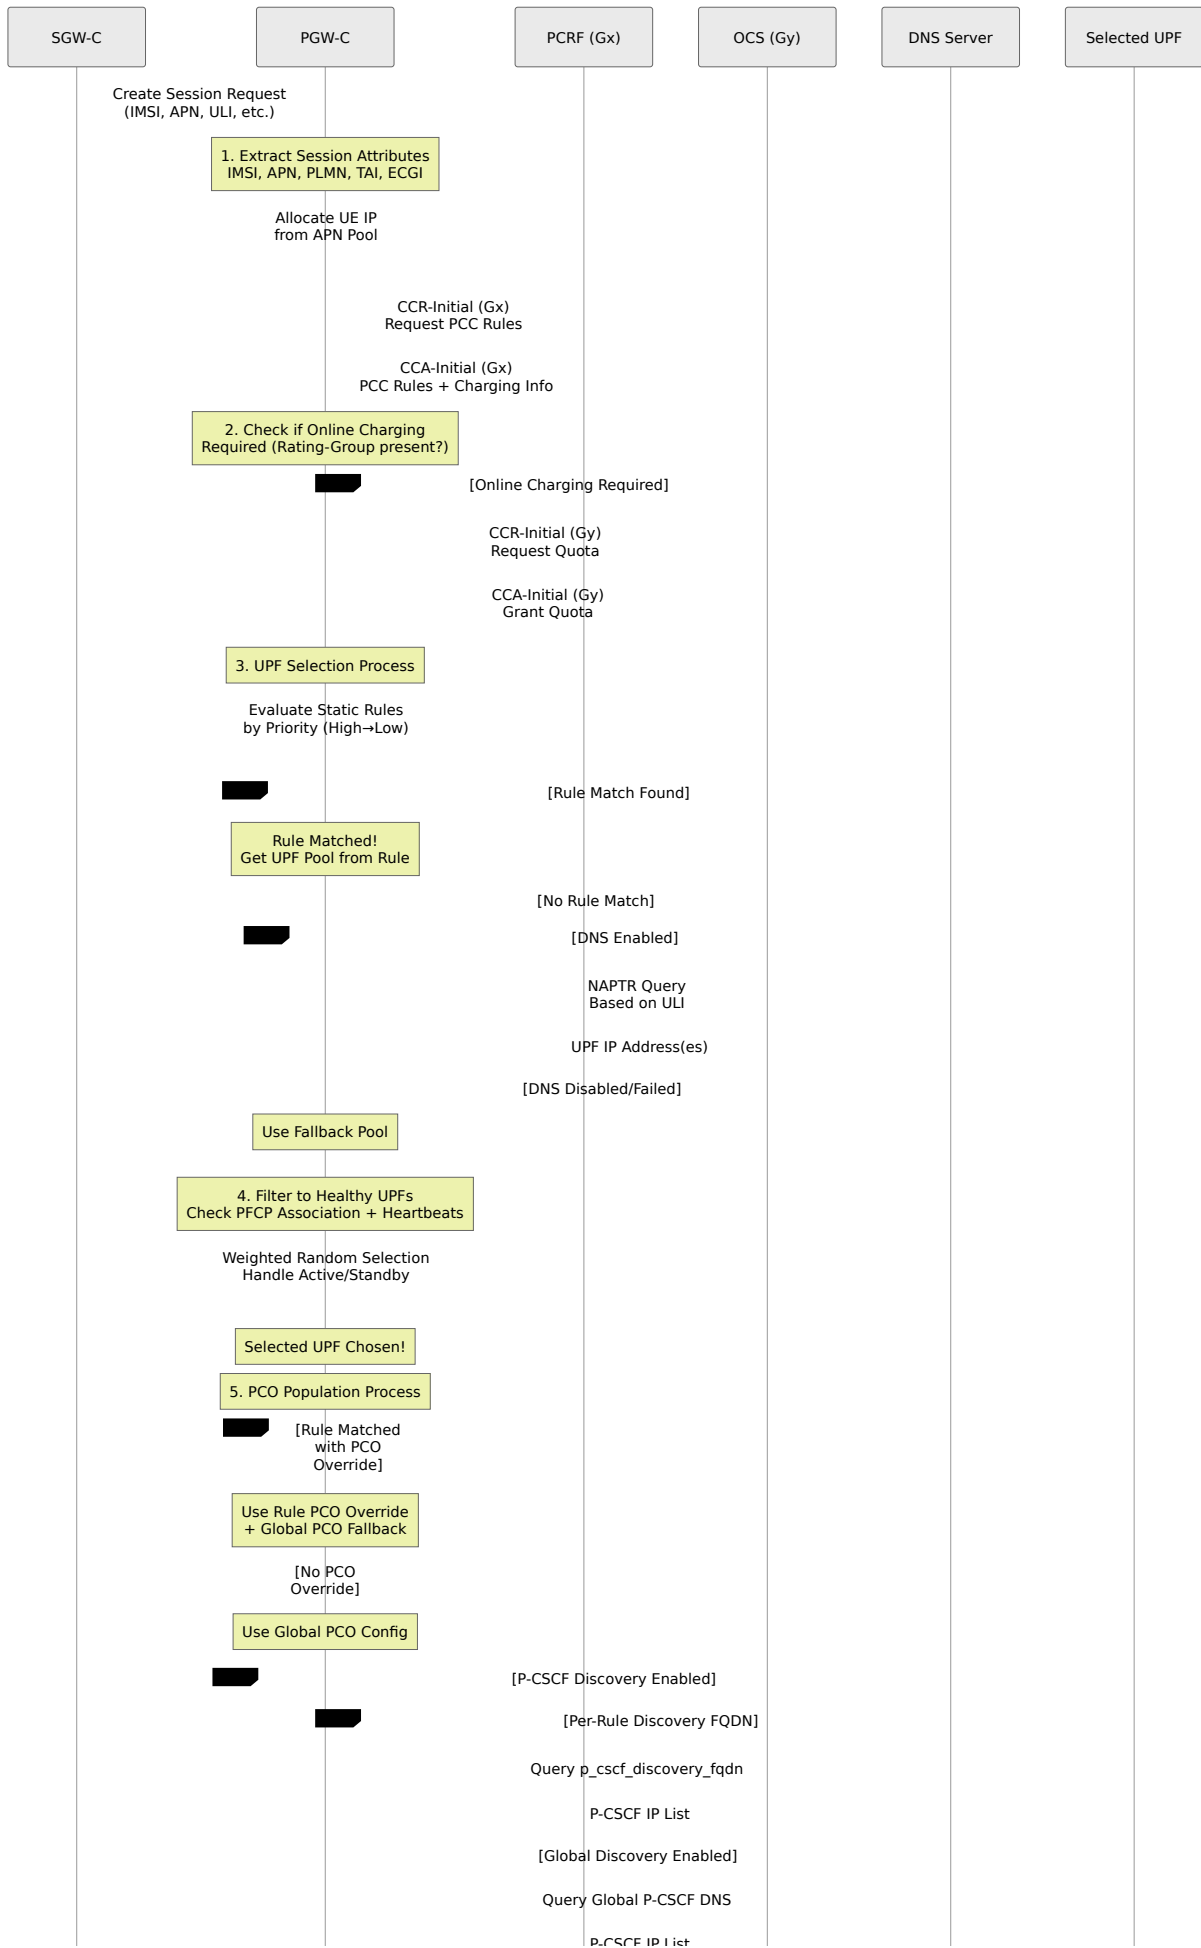 SGW-C
PGW-C
PCRF (Gx)
OCS (Gy)
DNS Server
Selected UPF
Create Session Request
(IMSI, APN, ULI, etc.)
1. Extract Session Attributes
IMSI, APN, PLMN, TAI, ECGI
Allocate UE IP
from APN Pool
CCR-Initial (Gx)
Request PCC Rules
CCA-Initial (Gx)
PCC Rules + Charging Info
2. Check if Online Charging
Required (Rating-Group present?)
[Online Charging Required]
CCR-Initial (Gy)
Request Quota
CCA-Initial (Gy)
Grant Quota
3. UPF Selection Process
Evaluate Static Rules
by Priority (High→Low)
[Rule Match Found]
Rule Matched!
Get UPF Pool from Rule
[No Rule Match]
[DNS Enabled]
NAPTR Query
Based on ULI
UPF IP Address(es)
[DNS Disabled/Failed]
Use Fallback Pool
4. Filter to Healthy UPFs
Check PFCP Association + Heartbeats
Weighted Random Selection
Handle Active/Standby
Selected UPF Chosen!
5. PCO Population Process
[Rule Matched
with PCO
Override]
Use Rule PCO Override
+ Global PCO Fallback
[No PCO
Override]
Use Global PCO Config
[P-CSCF Discovery Enabled]
[Per-Rule Discovery FQDN]
Query p_cscf_discovery_fqdn
P-CSCF IP List
[Global Discovery Enabled]
Query Global P-CSCF DNS
P-CSCF IP List